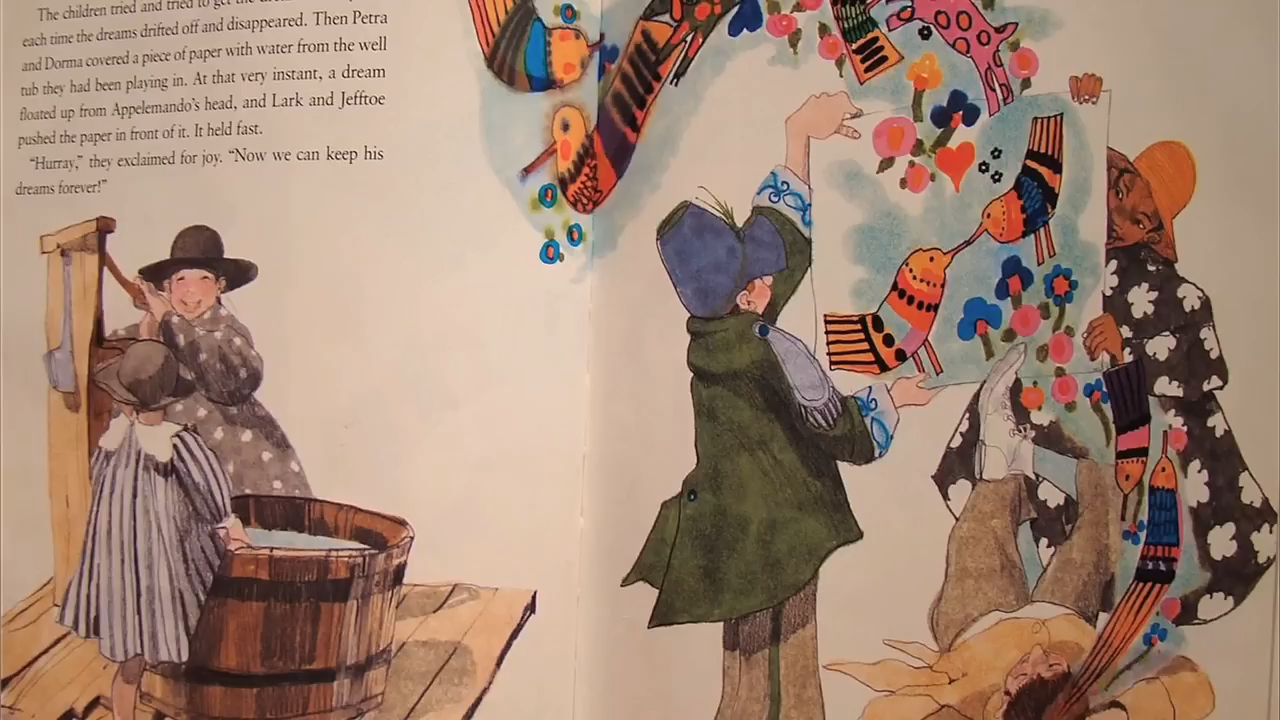 The children tried and tried to get the
each time the dreams drifted off and disappeared. Then Petra
and Dorma covered a piece of paper with water from the well
tub they had been playing in. At that very instant, a dream
floated up from Appelemando's head, and Lark and Jefftoe
pushed the paper in front of it. It held fast.
"Hurray," they exclaimed for joy. "Now we can keep his
dreams forever!"